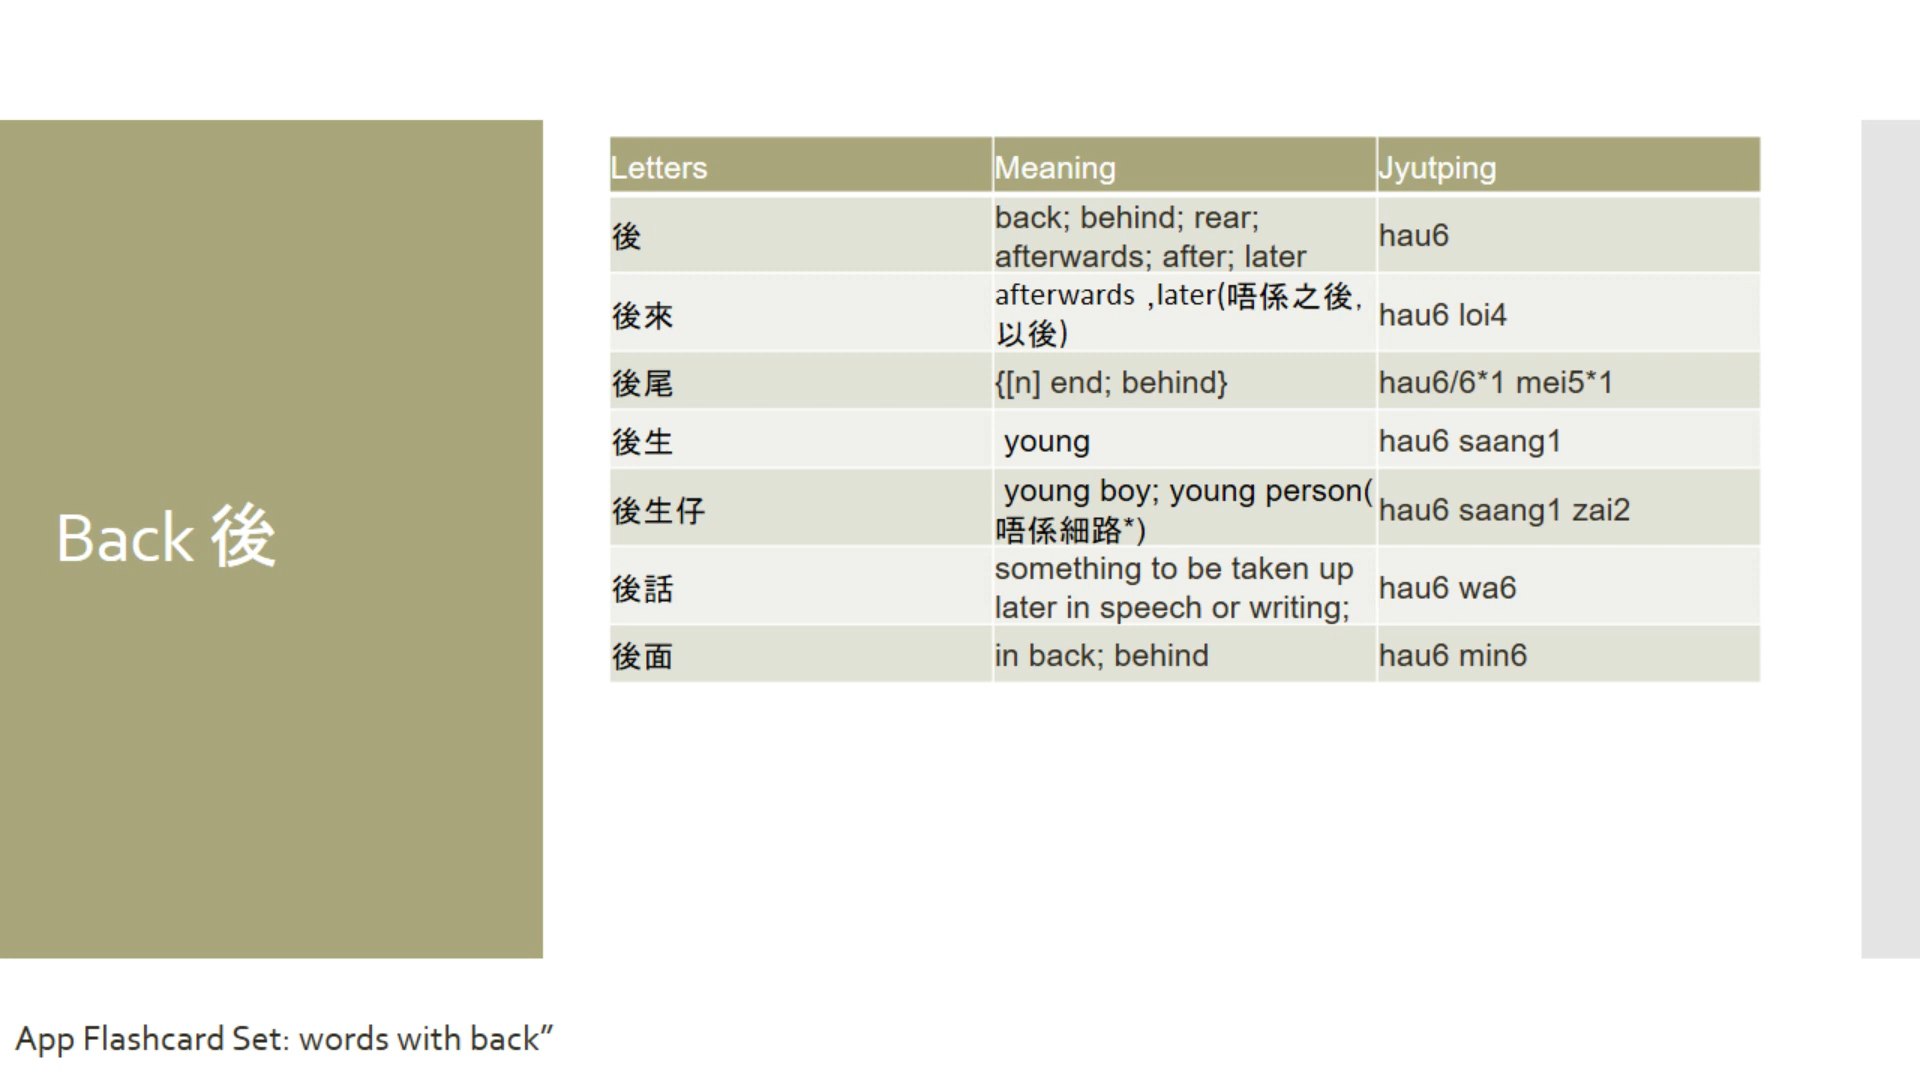 Back 後
Letters Meaning Jyutping
後 back; behind; rear; afterwards; after; later hau6
後來 afterwards ,later(唔係之後, 以後) hau6 loi4
後尾 {[n] end; behind} hau6/6*1 mei5*1
後生 young hau6 saang1
後生仔 young boy; young person( 唔係細路*) hau6 saang1 zai2
後話 something to be taken up later in speech or writing; hau6 wa6
後面 in back; behind hau6 min6
App Flashcard Set: words with back”